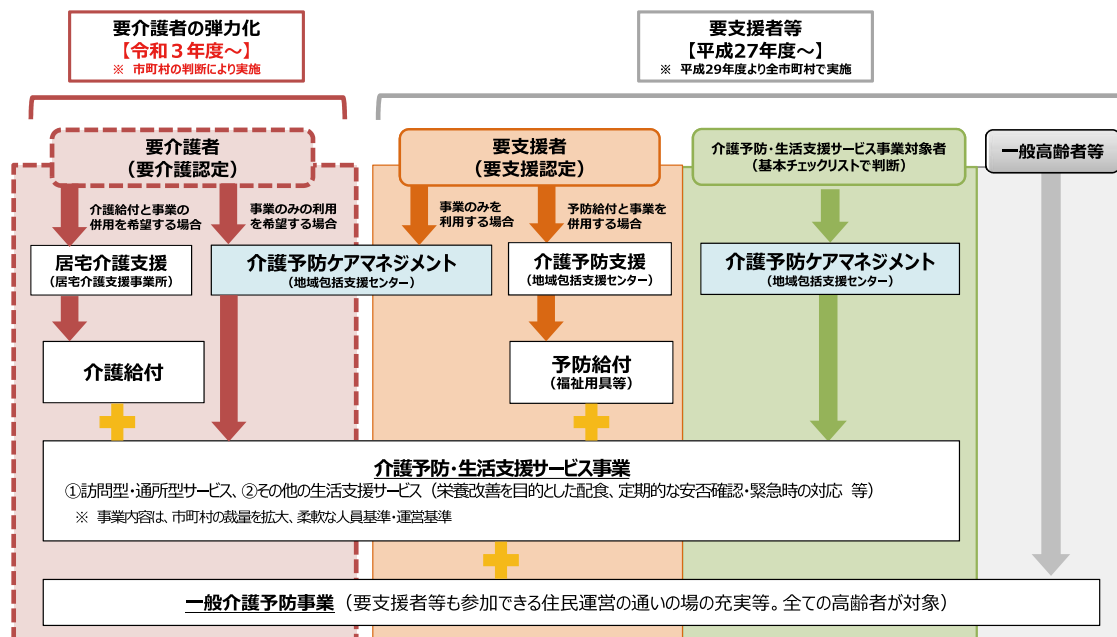 要介護者の弾力化
【令和３年度～】
※ 市町村の判断により実施
要支援者等
【平成27年度～】
※ 平成29年度より全市町村で実施
要介護者
（要介護認定）
要支援者
（要支援認定）
介護予防・生活支援サービス事業対象者
（基本チェックリストで判断）
一般高齢者等
介護給付と事業の
併用を希望する場合
事業のみの利用
を希望する場合
事業のみを
利用する場合
予防給付と事業を
併用する場合
居宅介護支援
（居宅介護支援事業所）
介護予防ケアマネジメント
（地域包括支援センター）
介護予防支援
（地域包括支援センター）
介護予防ケアマネジメント
（地域包括支援センター）
介護給付
予防給付
（福祉用具等）
介護予防・生活支援サービス事業
①訪問型・通所型サービス、②その他の生活支援サービス（栄養改善を目的とした配食、定期的な安否確認・緊急時の対応 等）
※ 事業内容は、市町村の裁量を拡大、柔軟な人員基準・運営基準
一般介護予防事業（要支援者等も参加できる住民運営の通いの場の充実等。全ての高齢者が対象）